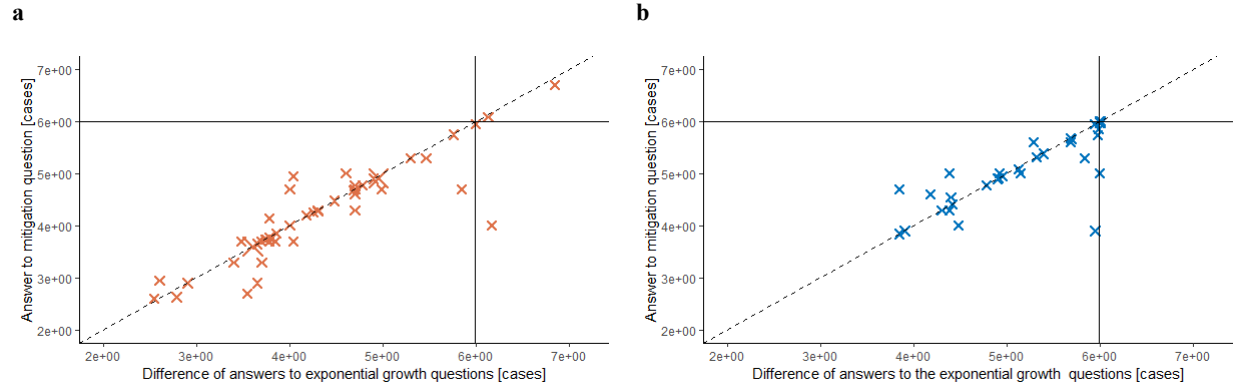 a
Answer to mitigation question [cases]
7e+00
6e+00
5e+00
4e+00
3e+00
2e+00
2e+00 3e+00 4e+00 5e+00 6e+00 7e+00
Difference of answers to exponential growth questions [cases]
b
Answer to mitigation question [cases]
7e+00
6e+00
5e+00
4e+00
3e+00
2e+00
2e+00 3e+00 4e+00 5e+00 6e+00 7e+00
Difference of answers to the exponential growth questions [cases]